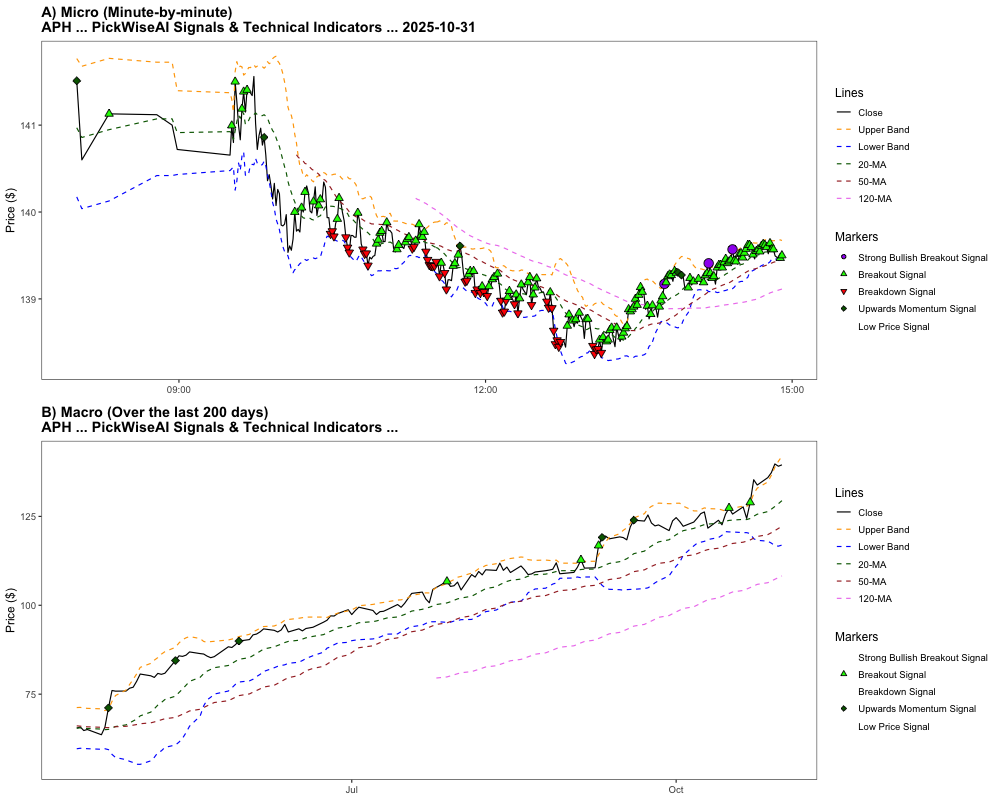 A) Micro (Minute-by-minute)
APH ... PickWiseAI Signals & Technical Indicators ... 2025-10-31
Price ($)
141
140
139
09:00
12:00
15:00
Lines
Close
Upper Band
Lower Band
20-MA
50-MA
120-MA
Markers
Strong Bullish Breakout Signal
Breakout Signal
Breakdown Signal
Upwards Momentum Signal
Low Price Signal
B) Macro (Over the last 200 days)
APH ... PickWiseAI Signals & Technical Indicators ...
Price ($)
125
100
75
Jul
Oct
Lines
Close
Upper Band
Lower Band
20-MA
50-MA
120-MA
Markers
Strong Bullish Breakout Signal
Breakout Signal
Breakdown Signal
Upwards Momentum Signal
Low Price Signal